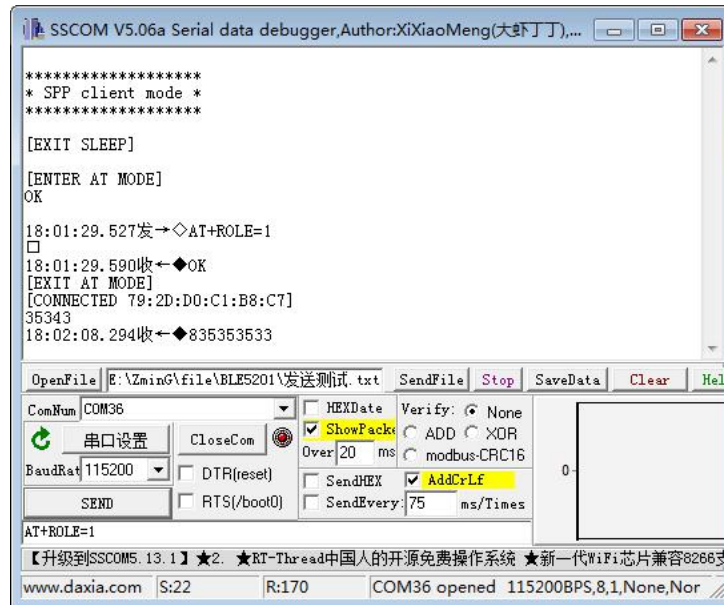 SSCOM V5.06a Serial data debugger,Author:XiXiaoMeng(大虾丁丁),...
*******************
* SPP client mode *
*******************
[EXIT SLEEP]
[ENTER AT MODE]
OK
18:01:29.527发→◇AT+ROLE=1
□
18:01:29.590收←◆OK
[EXIT AT MODE]
[CONNECTED 79:2D:D0:C1:B8:C7]
35343
18:02:08.294收←◆835353533
OpenFile E:\ZminG\file\BLE5201\发送测试.txt SendFile Stop SaveData Clear Hel
ComNum COM36 HEXDate Verify: None
串口设置 CloseCom ShowPacke ADD XOR
Over 20 ms modbus-CRC16
BaudRat 115200 DTR(reset) SendHEX AddCrLf
SEND RTS(/boot0) SendEvery: 75 ms/Times
0
AT+ROLE=1
【升级到SSCOM5.13.1】★2. ★RT-Thread中国人的开源免费操作系统 ★新一代WiFi芯片兼容8266支
www.daxia.com S:22 R:170 COM36 opened 115200BPS,8,1,None,Nor